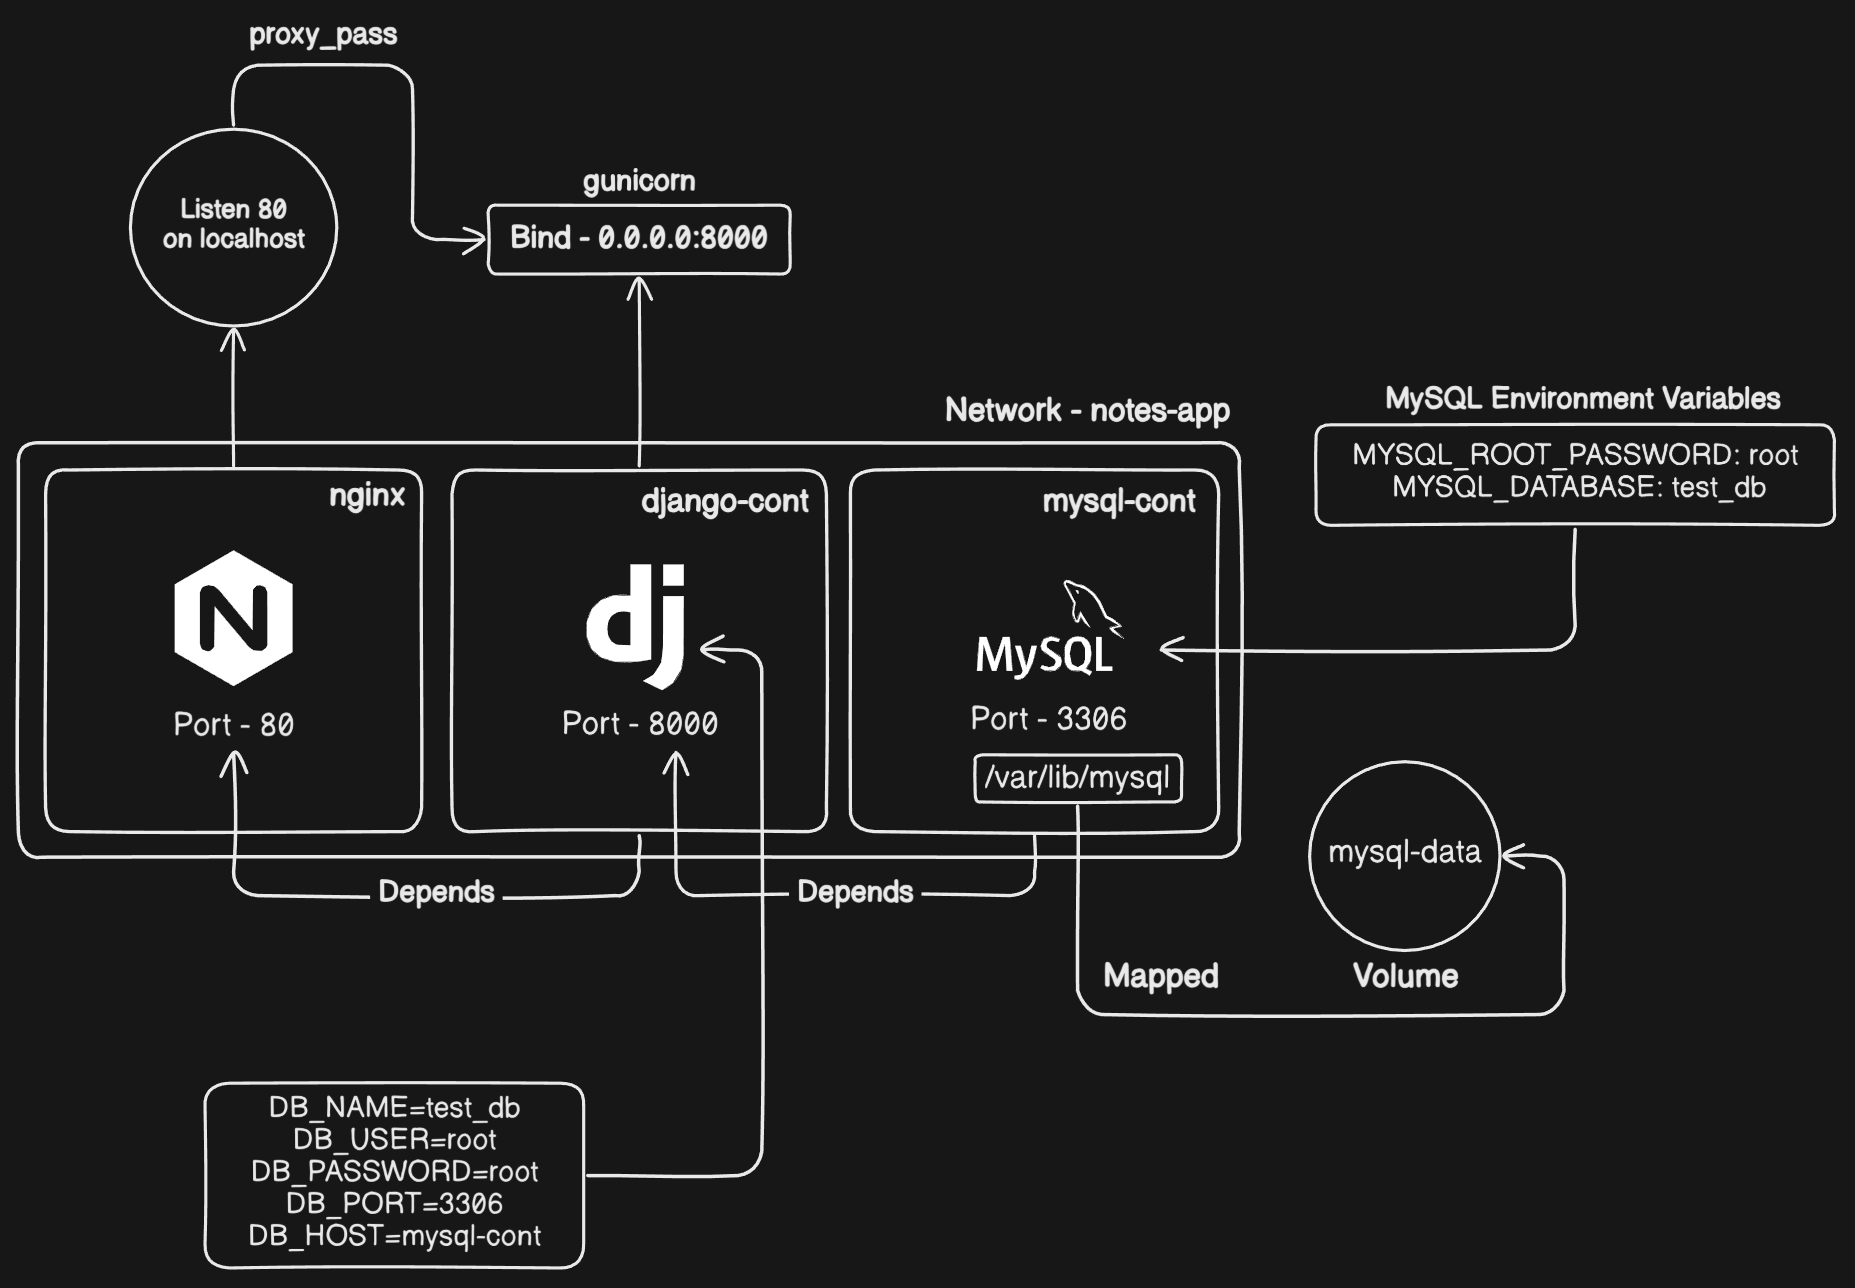 proxy_pass
Listen 80
on localhost
gunicorn
Bind - 0.0.0.0:8000
Network - notes-app
MySQL Environment Variables
MYSQL_ROOT_PASSWORD: root
MYSQL_DATABASE: test_db
nginx
N
Port - 80
django-cont
dj
Port - 8000
mysql-cont
MySQL
Port - 3306
/var/lib/mysql
Depends
Depends
mysql-data
Mapped
Volume
DB_NAME=test_db
DB_USER=root
DB_PASSWORD=root
DB_PORT=3306
DB_HOST=mysql-cont